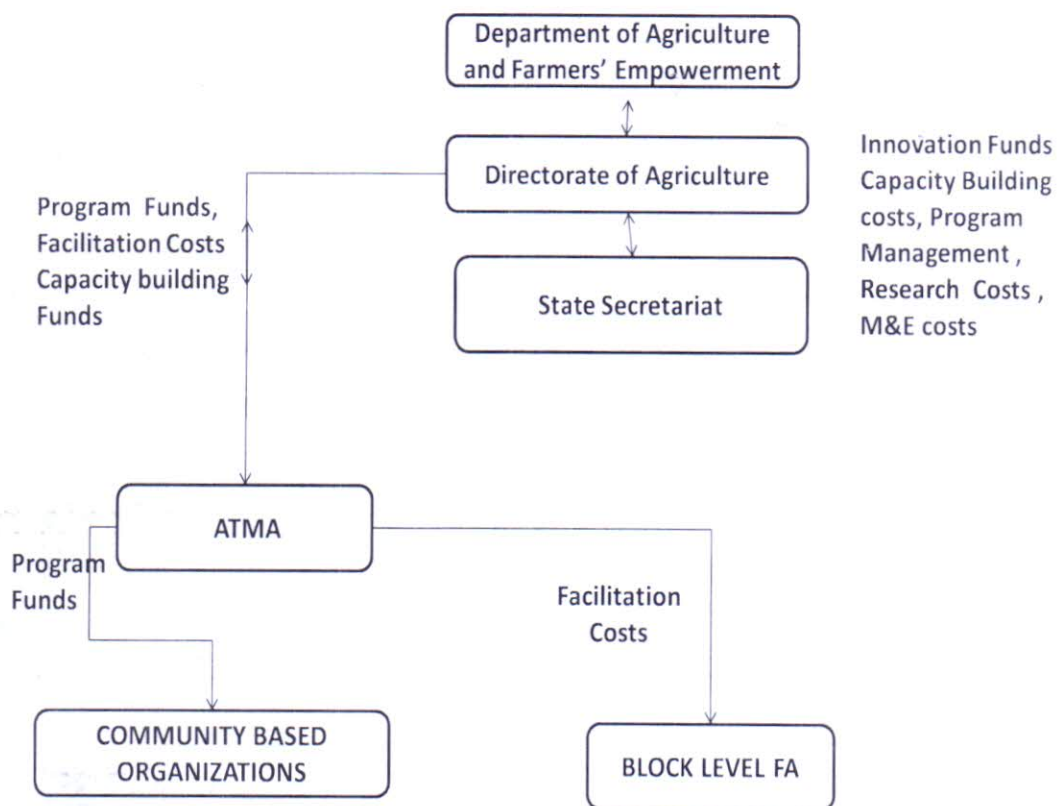 Department of Agriculture
and Farmers' Empowerment
Directorate of Agriculture
Innovation Funds
Capacity Building
costs, Program
Management ,
Research Costs ,
M&E costs
Program Funds,
Facilitation Costs
Capacity building
Funds
State Secretariat
ATMA
Program
Funds
Facilitation
Costs
COMMUNITY BASED
ORGANIZATIONS
BLOCK LEVEL FA